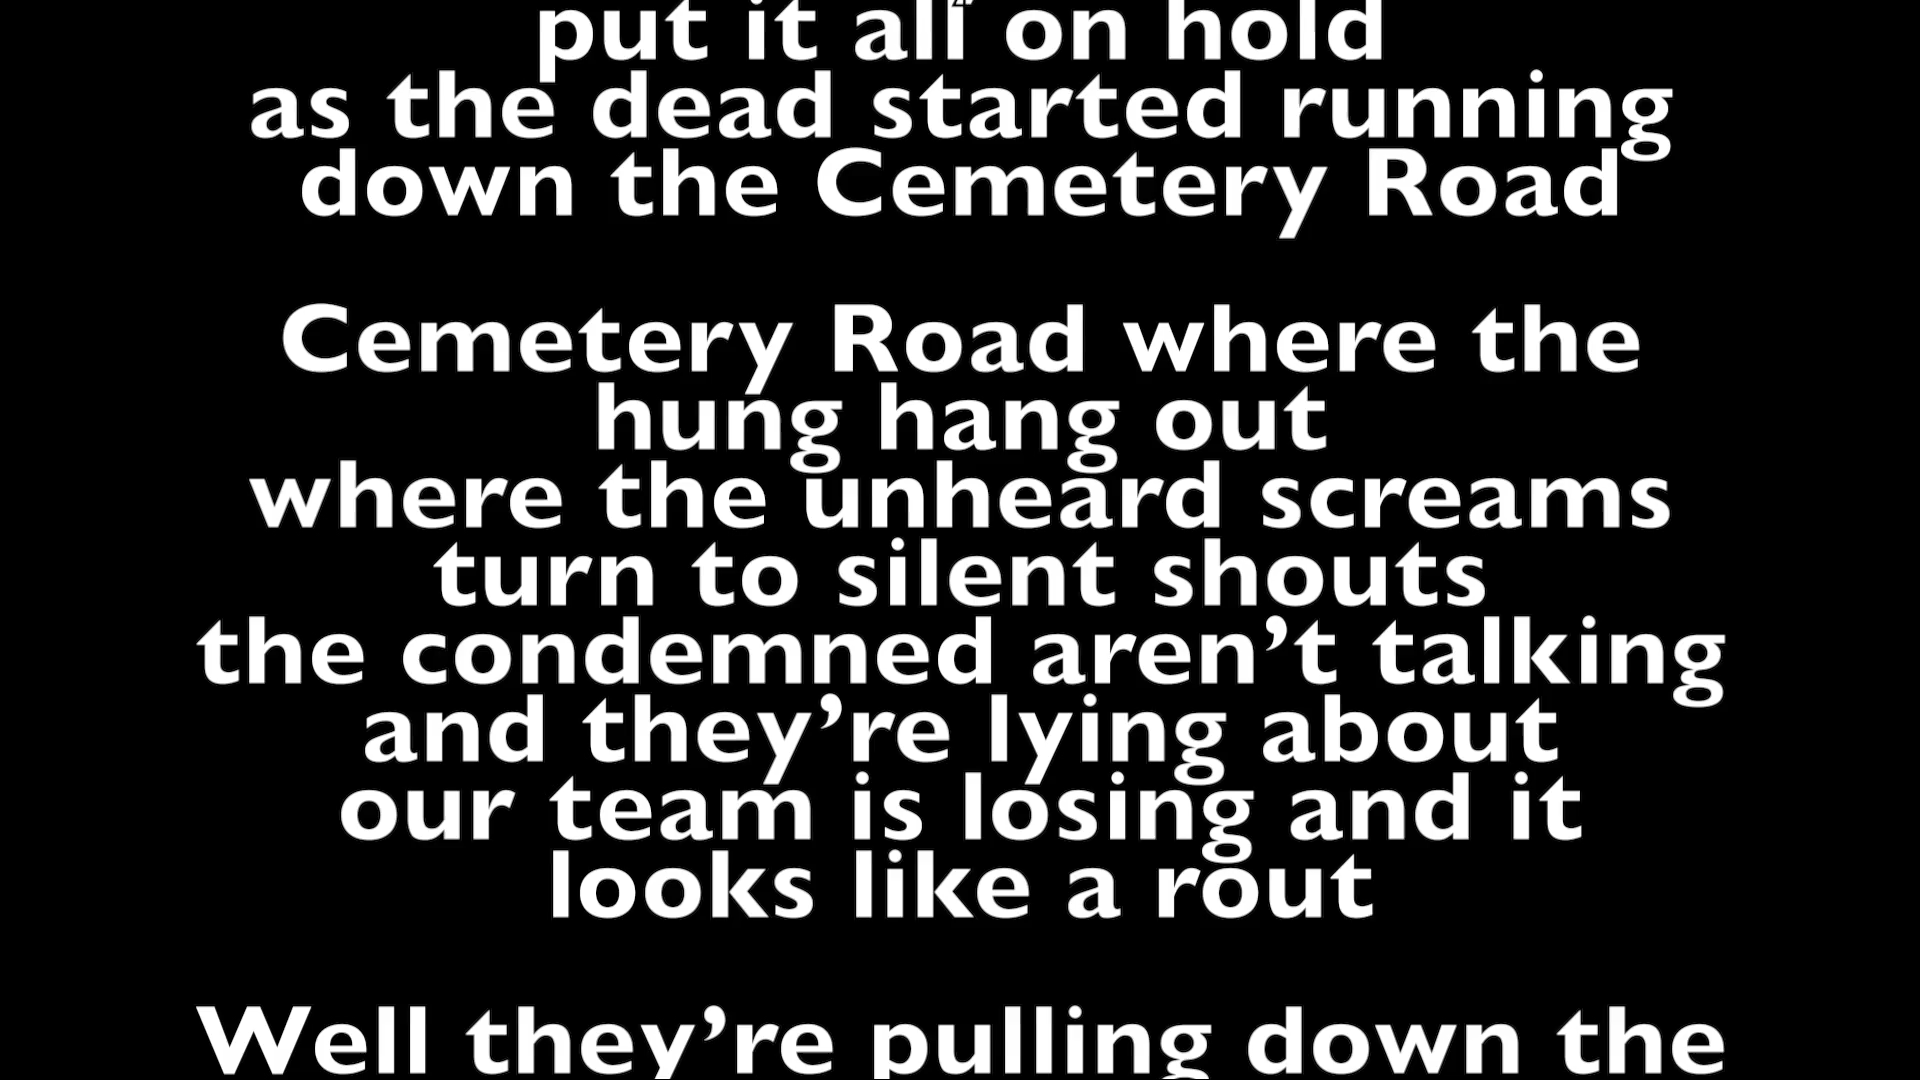 put it all on hold
as the dead started running
down the Cemetery Road
Cemetery Road where the
hung hang out
where the unheard screams
turn to silent shouts
the condemned aren’t talking
and they’re lying about
our team is losing and it
looks like a rout
Well they’re pulling down the